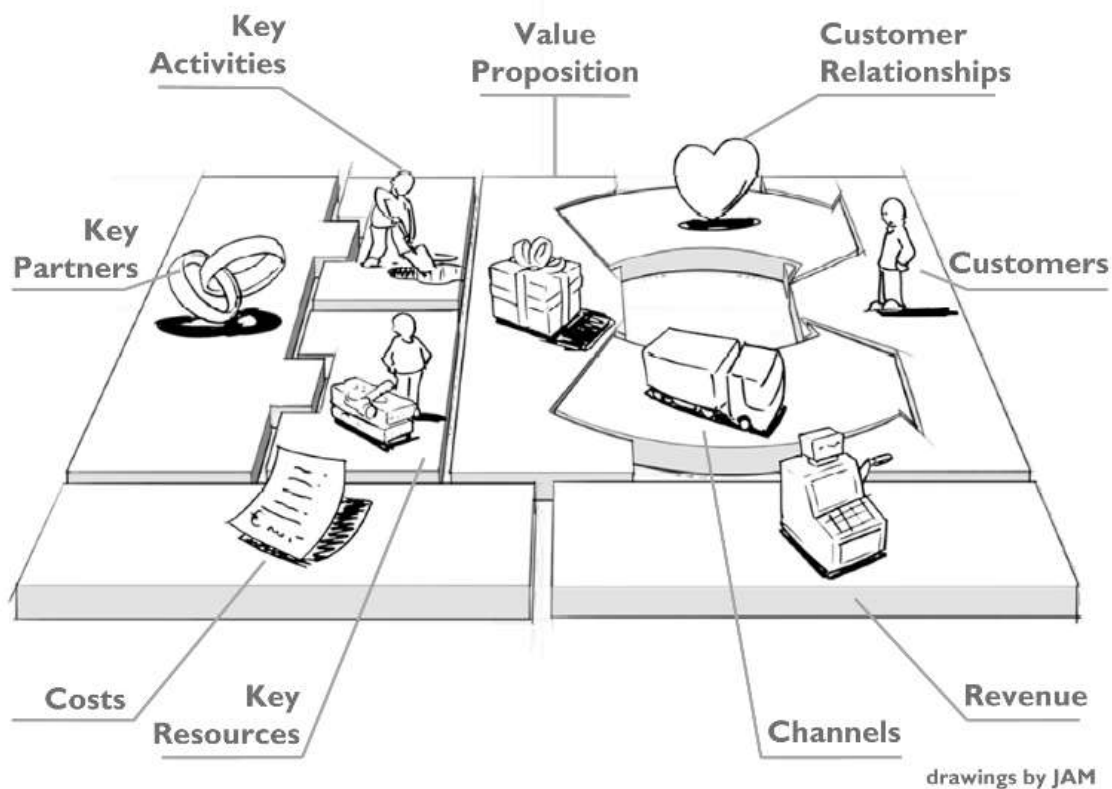 Key
Activities
Value
Proposition
Customer
Relationships
Key
Partners
Customers
Costs
Key
Resources
Channels
Revenue
drawings by JAM